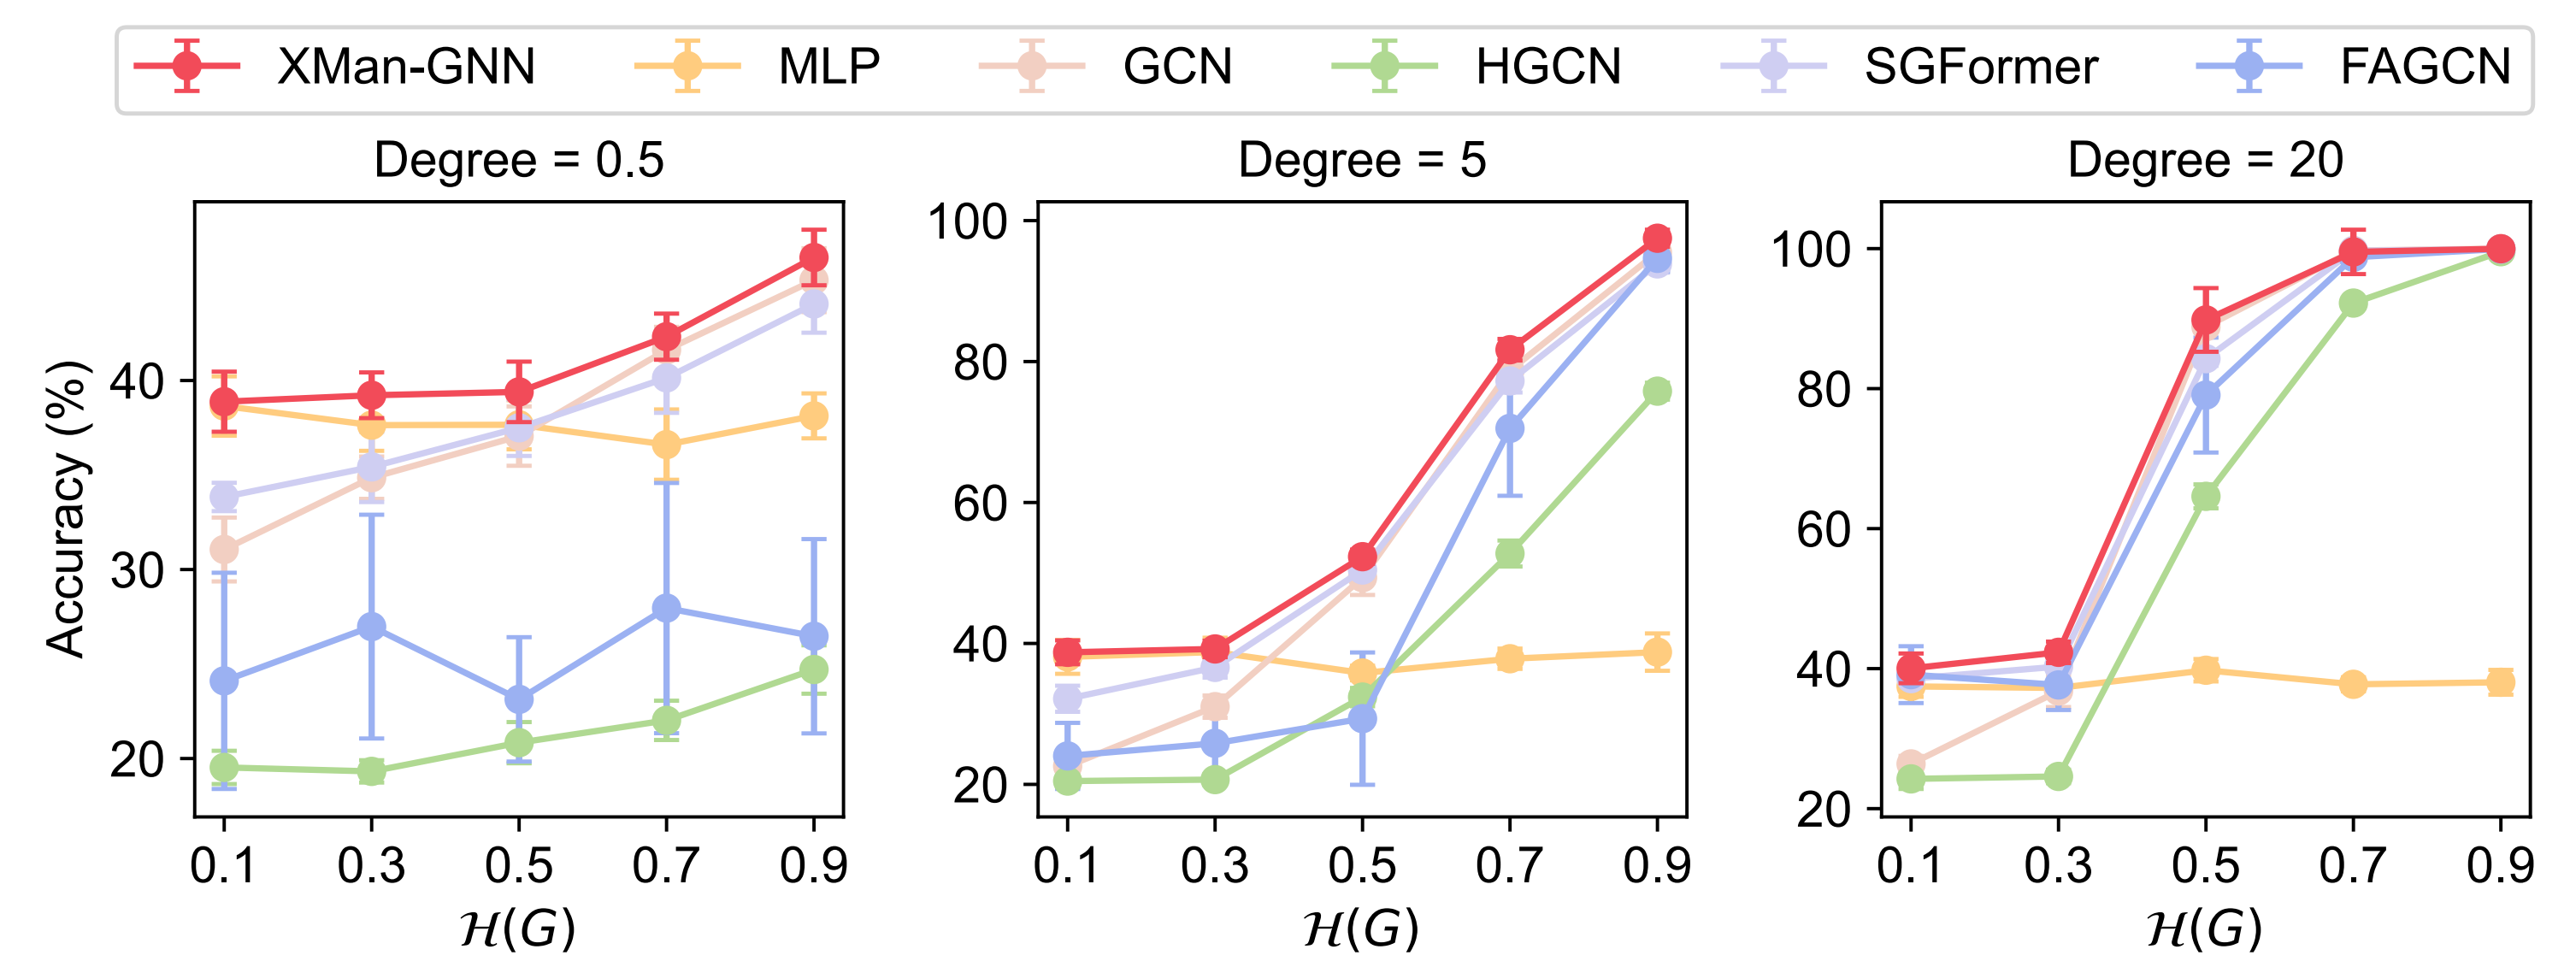 XMan-GNN MLP GCN HGCN SGFormer FAGCN
Degree = 0.5 Degree = 5 Degree = 20
Accuracy (%)
40
30
20
0.1 0.3 0.5 0.7 0.9
ℋ(G)
100
80
60
40
20
0.1 0.3 0.5 0.7 0.9
ℋ(G)
100
80
60
40
20
0.1 0.3 0.5 0.7 0.9
ℋ(G)